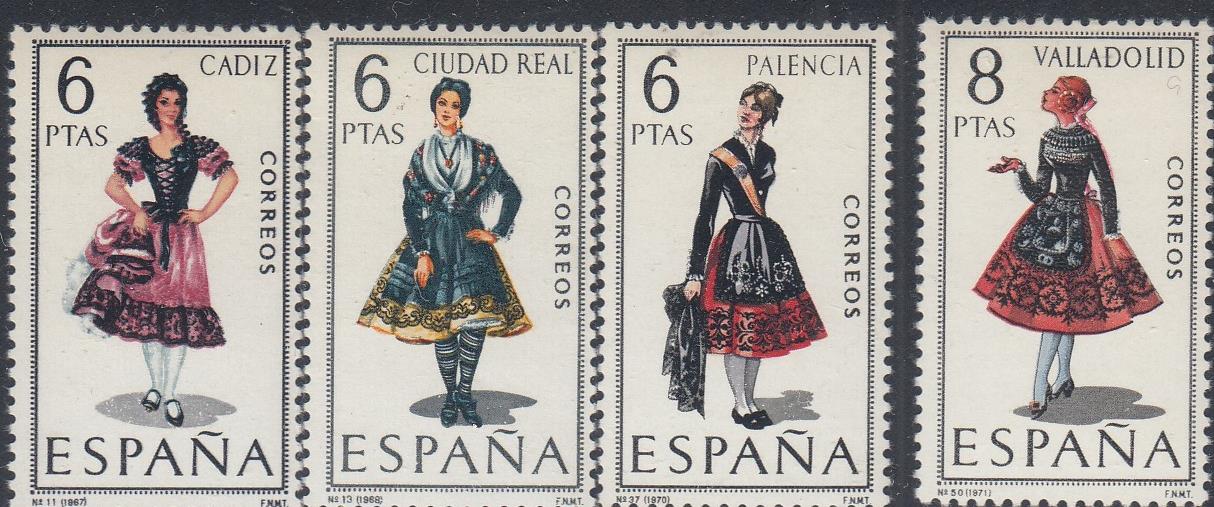 6 CADIZ
PTAS
CORREOS
ESPAÑA
Nº 11 (1967) F.N.M.T.
6 CIUDAD REAL
PTAS
CORREOS
ESPAÑA
Nº 13 (1968) F.N.M.T.
6 PALENCIA
PTAS
CORREOS
ESPAÑA
Nº 37 (1970) F.N.M.T.
8 VALLADOLID
PTAS
CORREOS
ESPAÑA
Nº 50 (1971) F.N.M.T.